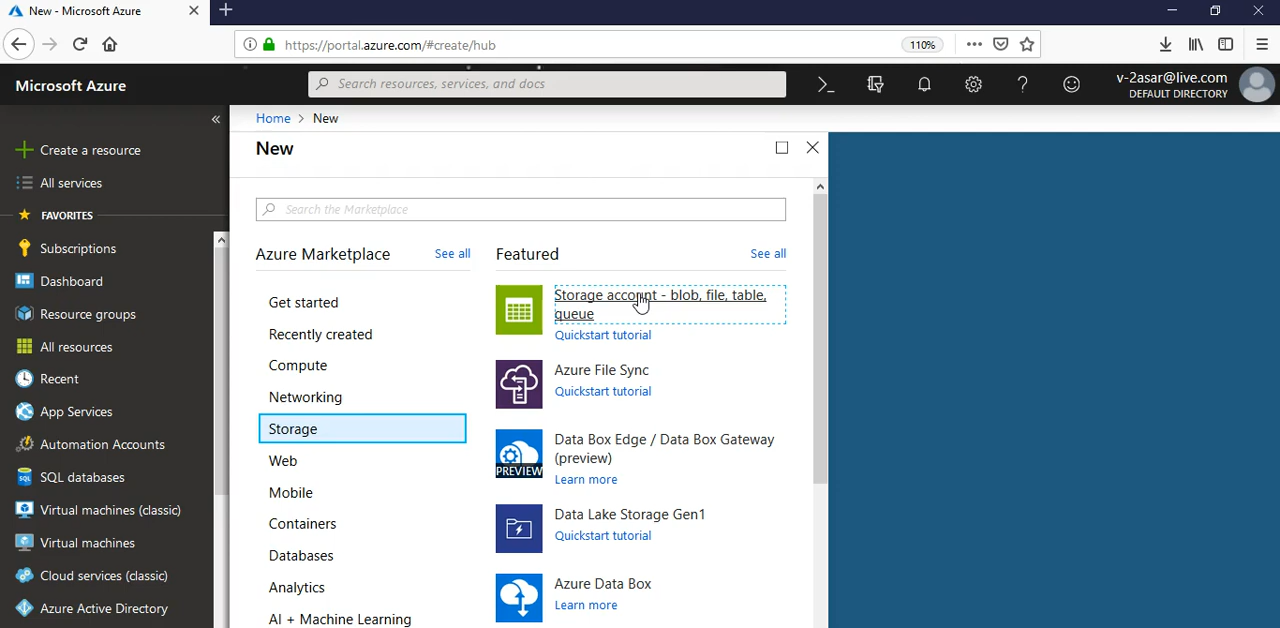 New - Microsoft Azure
https://portal.azure.com/#create/hub
110%
Microsoft Azure
Search resources, services, and docs
v-2asar@live.com
DEFAULT DIRECTORY
Create a resource
All services
FAVORITES
Subscriptions
Dashboard
Resource groups
All resources
Recent
App Services
Automation Accounts
SQL databases
Virtual machines (classic)
Virtual machines
Cloud services (classic)
Azure Active Directory
Home > New
New
Search the Marketplace
Azure Marketplace
See all
Get started
Recently created
Compute
Networking
Storage
Web
Mobile
Containers
Databases
Analytics
AI + Machine Learning
Featured
See all
Storage account - blob, file, table,
queue
Quickstart tutorial
Azure File Sync
Quickstart tutorial
PREVIEW
Data Box Edge / Data Box Gateway
(preview)
Learn more
Data Lake Storage Gen1
Quickstart tutorial
Azure Data Box
Learn more